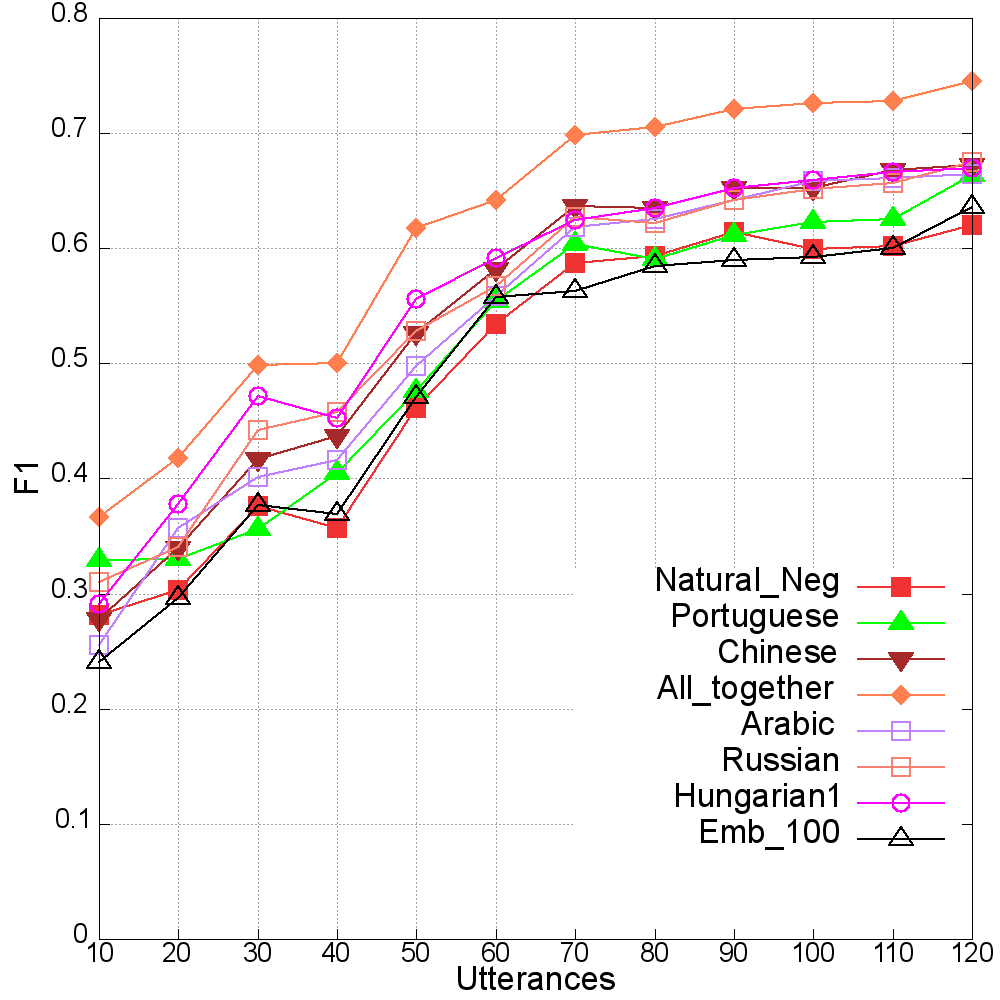 0.8
0.7
0.6
0.5
0.4
0.3
0.2
0.1
0
F1
Natural_Neg
Portuguese
Chinese
All_together
Arabic
Russian
Hungarian1
Emb_100
10 20 30 40 50 60 70 80 90 100 110 120
Utterances